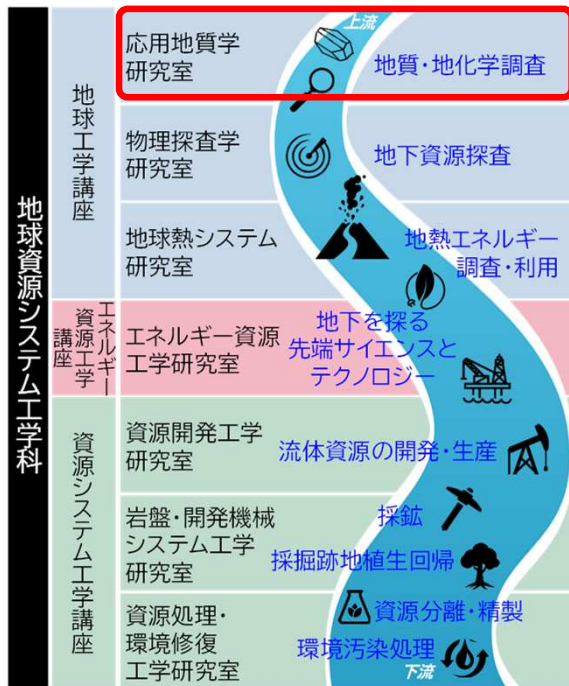 地球資源システム工学科
地球工学講座
応用地質学
研究室
上流
地質・地化学調査
物理探査学
研究室
地下資源探査
地球熱システム
研究室
地熱エネルギー
調査・利用
エネルギー
資源工学
講座
エネルギー資源
工学研究室
地下を探る
先端サイエンスと
テクノロジー
資源システム工学講座
資源開発工学
研究室
流体資源の開発・生産
岩盤・開発機械
システム工学
研究室
採鉱
採掘跡地植生回帰
資源処理・
環境修復
工学研究室
資源分離・精製
環境汚染処理
下流